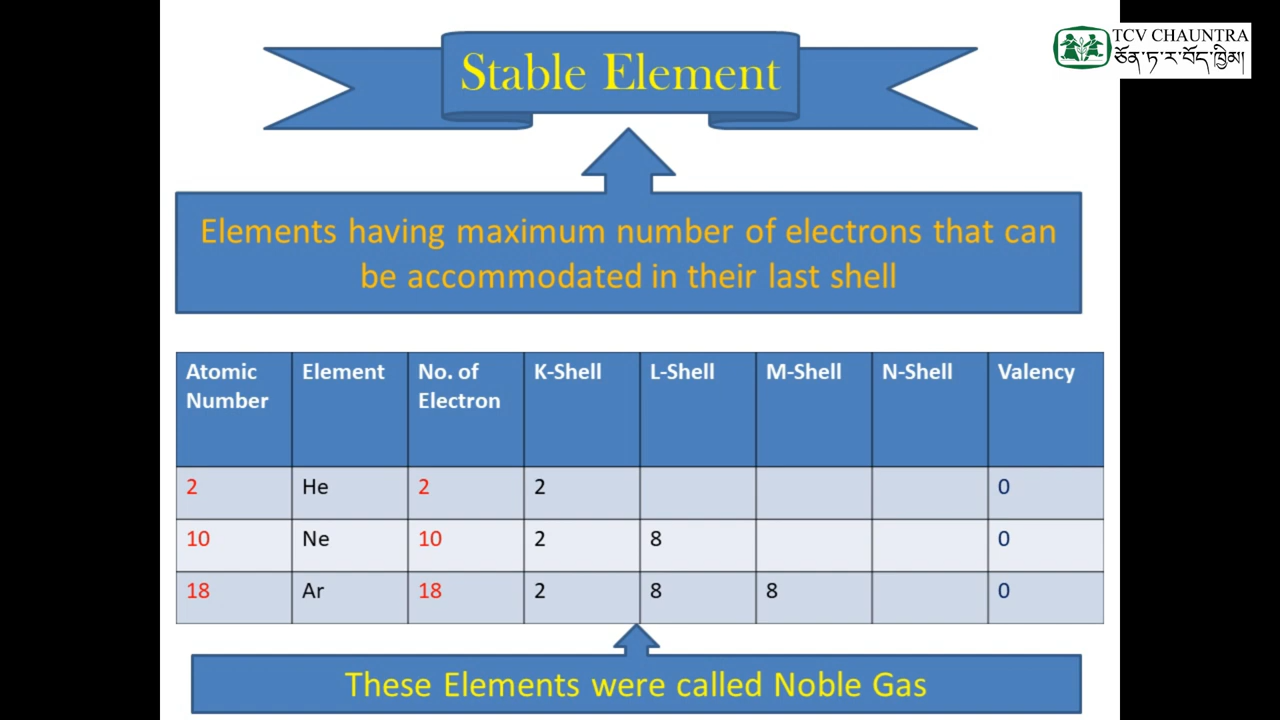 TCV CHAUNTRA
ཅོན་ཏ་ར་བོད་ཁྱིམ།
Stable Element
Elements having maximum number of electrons that can
be accommodated in their last shell
Atomic Number Element No. of Electron K-Shell L-Shell M-Shell N-Shell Valency
2 He 2 2 0
10 Ne 10 2 8 0
18 Ar 18 2 8 8 0
These Elements were called Noble Gas